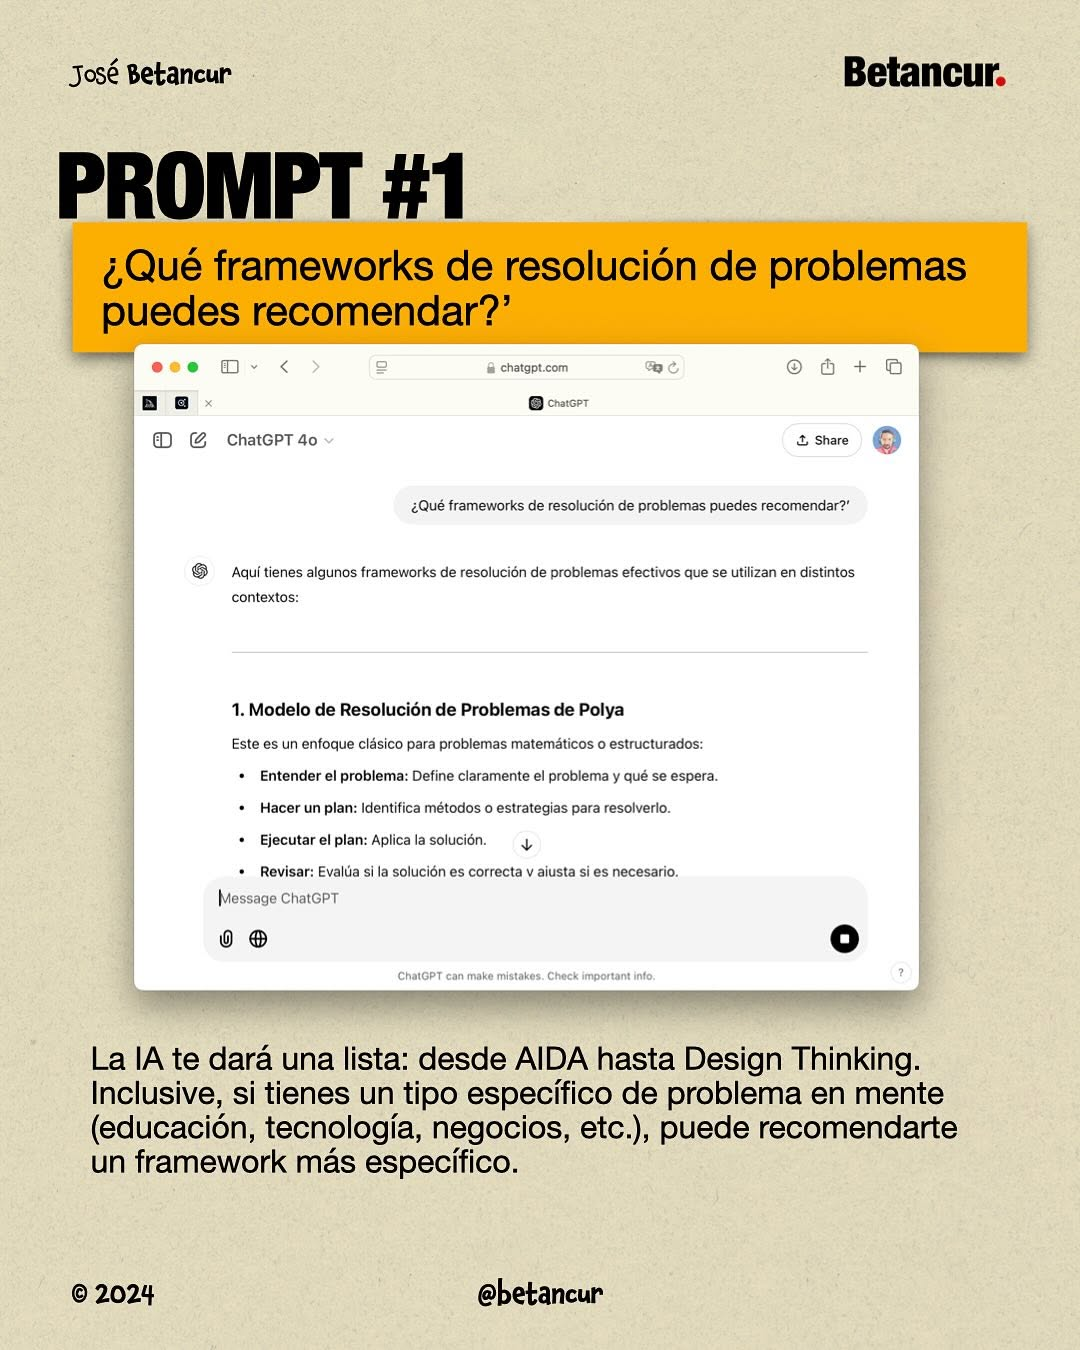 José Betancur
Betancur.
PROMPT #1
¿Qué frameworks de resolución de problemas
puedes recomendar?’
chatgpt.com
ChatGPT
ChatGPT 4o
Share
¿Qué frameworks de resolución de problemas puedes recomendar?’
Aquí tienes algunos frameworks de resolución de problemas efectivos que se utilizan en distintos
contextos:
1. Modelo de Resolución de Problemas de Polya
Este es un enfoque clásico para problemas matemáticos o estructurados:
• Entender el problema: Define claramente el problema y qué se espera.
• Hacer un plan: Identifica métodos o estrategias para resolverlo.
• Ejecutar el plan: Aplica la solución.
• Revisar: Evalúa si la solución es correcta y ajusta si es necesario.
Message ChatGPT
ChatGPT can make mistakes. Check important info.
?
La IA te dará una lista: desde AIDA hasta Design Thinking.
Inclusive, si tienes un tipo específico de problema en mente
(educación, tecnología, negocios, etc.), puede recomendarte
un framework más específico.
© 2024
@betancur